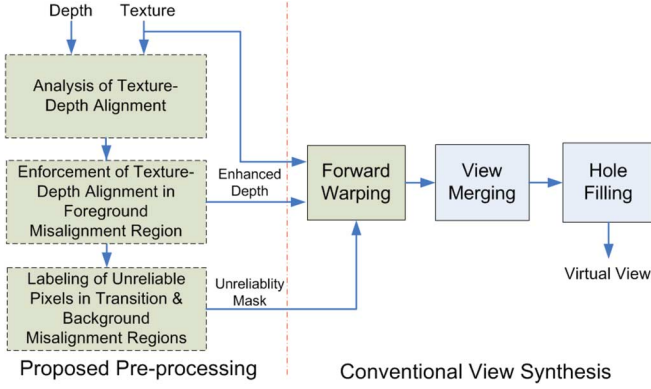 Depth
Texture
Analysis of Texture-
Depth Alignment
Enforcement of Texture-
Depth Alignment in
Foreground
Misalignment Region
Enhanced
Depth
Labeling of Unreliable
Pixels in Transition &
Background
Misalignment Regions
Unreliablity
Mask
Forward
Warping
View
Merging
Hole
Filling
Virtual View
Proposed Pre-processing
Conventional View Synthesis